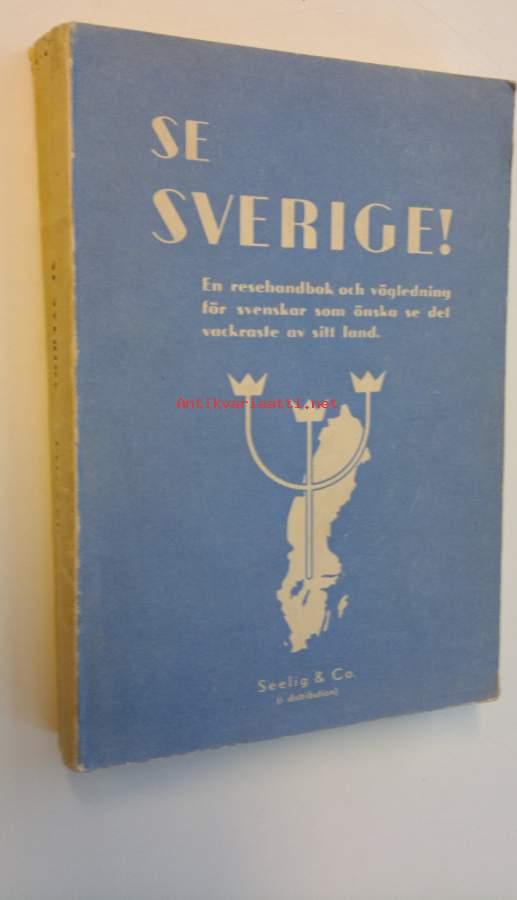 SE
SVERIGE!
En resehandbok och vägledning
för svenskar som önska se det
vackraste av sitt land.
Antikvariaatti.net
Seelig & Co.
(i distribution)